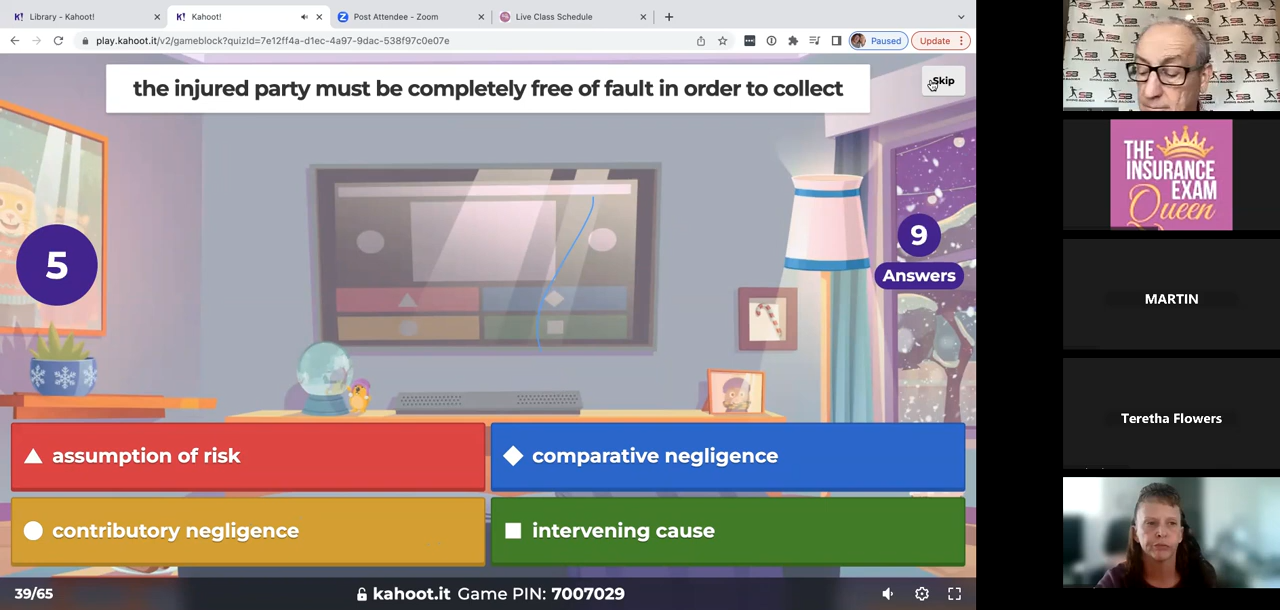 Library - Kahoot!
Kahoot!
Post Attendee - Zoom
Live Class Schedule
play.kahoot.it/v2/gameblock?quizId=7e12ff4a-d1ec-4a97-9dac-538f97c0e07e
Paused
Update
the injured party must be completely free of fault in order to collect
Skip
5
9
Answers
assumption of risk
comparative negligence
contributory negligence
intervening cause
39/65
kahoot.it Game PIN: 7007029
THE
INSURANCE
EXAM
Queen
MARTIN
Teretha Flowers